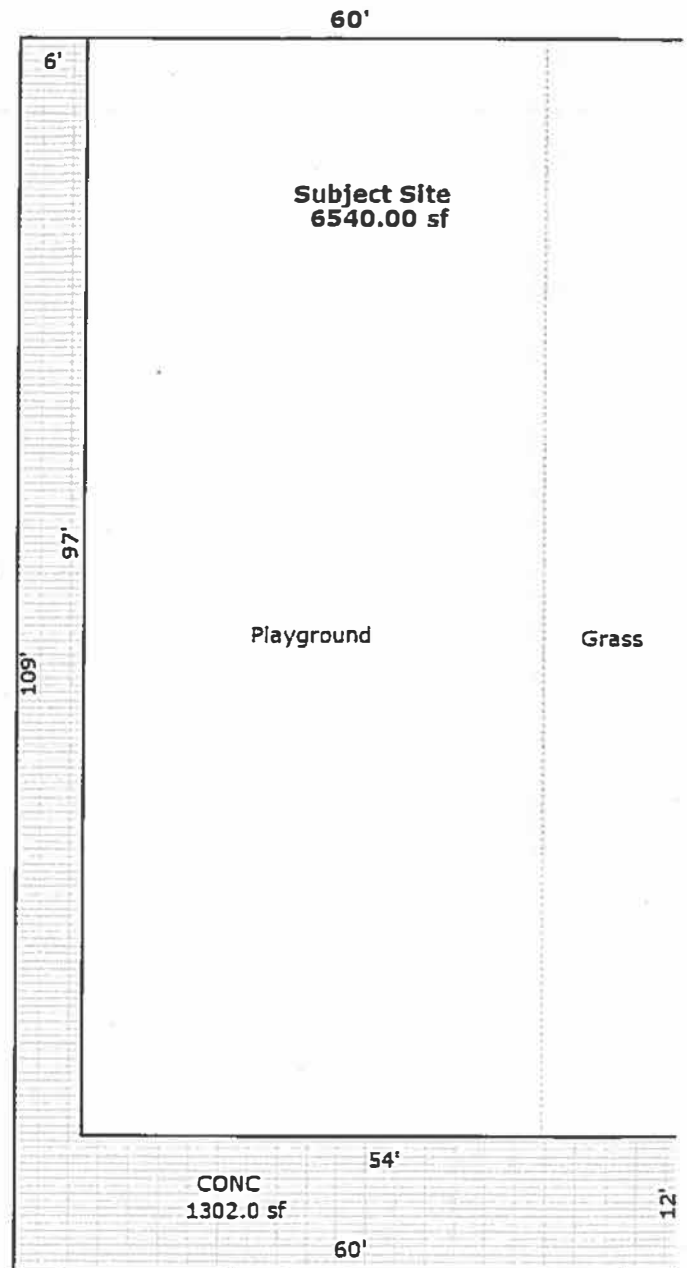 60'
6'
Subject Site
6540.00 sf
97'
Playground
Grass
109'
54'
CONC
1302.0 sf
12'
60'